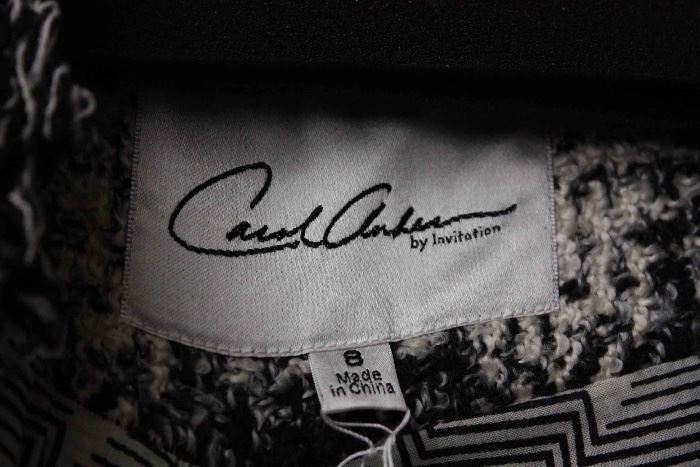 Carol Anderson
by Invitation
8
Made
in China